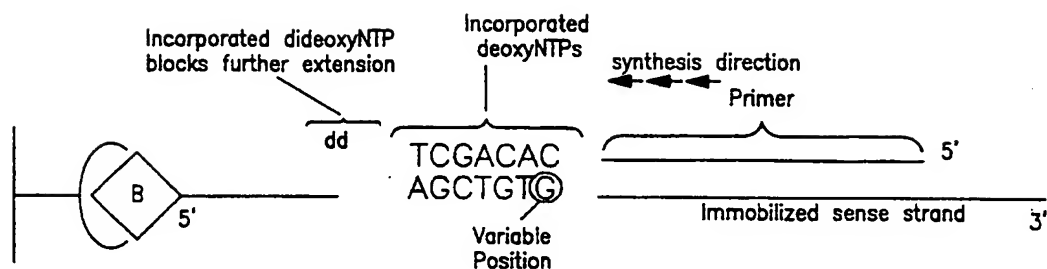 Incorporated dideoxyNTP
blocks further extension
Incorporated
deoxyNTPs
synthesis direction
Primer
dd
5'
TCGACAC
AGCTGTG
B
5'
Immobilized sense strand
3'
Variable
Position